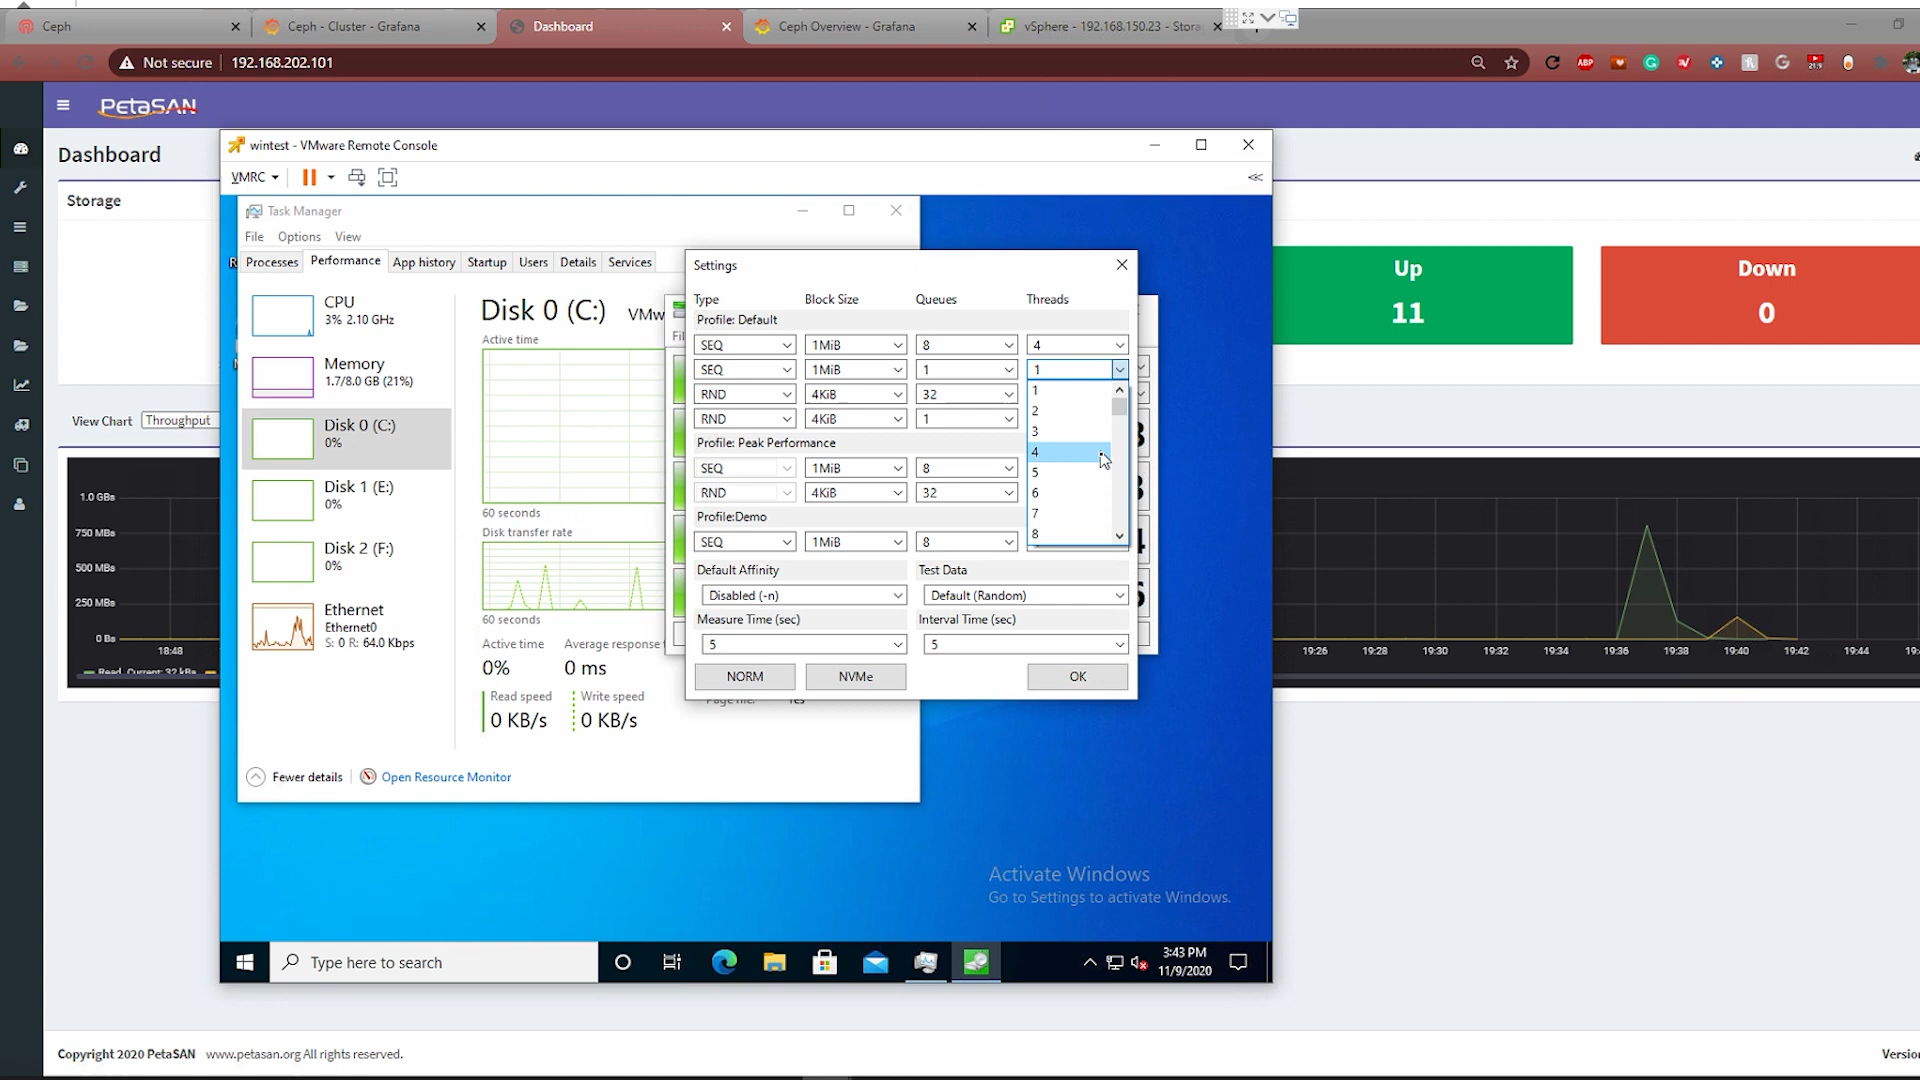 Ceph
Ceph - Cluster - Grafana
Dashboard
Ceph Overview - Grafana
vSphere - 192.168.150.23 - Stora
Not secure
192.168.202.101
ABP
PetaSAN
Dashboard
Storage
View Chart
Throughput
1.0 GBs
750 MBs
500 MBs
250 MBs
0 Bs
18:48
Read Current: 32 kBs
Up
11
Down
0
19:26 19:28 19:30 19:32 19:34 19:36 19:38 19:40 19:42 19:44
wintest - VMware Remote Console
VMRC
Task Manager
File Options View
Processes Performance App history Startup Users Details Services
CPU
3% 2.10 GHz
Memory
1.7/8.0 GB (21%)
Disk 0 (C:)
0%
Disk 1 (E:)
0%
Disk 2 (F:)
0%
Ethernet
Ethernet0
S: 0 R: 64.0 Kbps
Disk 0 (C:) VMw
Active time
60 seconds
Disk transfer rate
60 seconds
Active time Average response
0% 0 ms
Read speed Write speed
0 KB/s 0 KB/s
Fewer details Open Resource Monitor
Settings
Type Block Size Queues Threads
Profile: Default
SEQ 1MiB 8 4
SEQ 1MiB 1 1
RND 4KiB 32
RND 4KiB 1
Profile: Peak Performance
SEQ 1MiB 8
RND 4KiB 32
Profile:Demo
SEQ 1MiB 8
1
2
3
4
5
6
7
8
Default Affinity Test Data
Disabled (-n) Default (Random)
Measure Time (sec) Interval Time (sec)
5 5
NORM NVMe OK
Activate Windows
Go to Settings to activate Windows.
Type here to search
3:43 PM
11/9/2020
Copyright 2020 PetaSAN www.petasan.org All rights reserved.
Versio